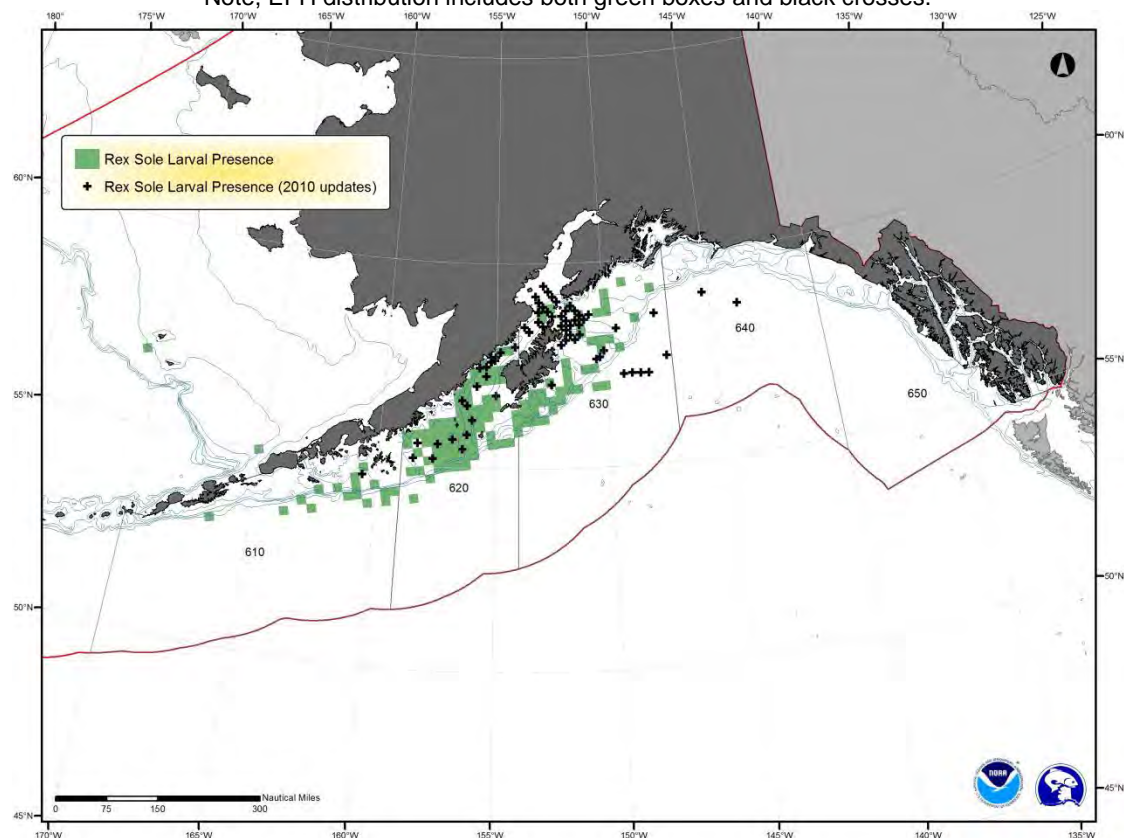 Note, EFH distribution includes both green boxes and black crosses.
180° 175°W 170°W 165°W 160°W 155°W 150°W 145°W 140°W 135°W 130°W 125°W
60°N
Rex Sole Larval Presence
Rex Sole Larval Presence (2010 updates)
60°N
640
55°N
650
55°N
630
620
610
50°N
50°N
NOAA
Nautical Miles
0 75 150 300
45°N
45°N
170°W 165°W 160°W 155°W 150°W 145°W 140°W 135°W